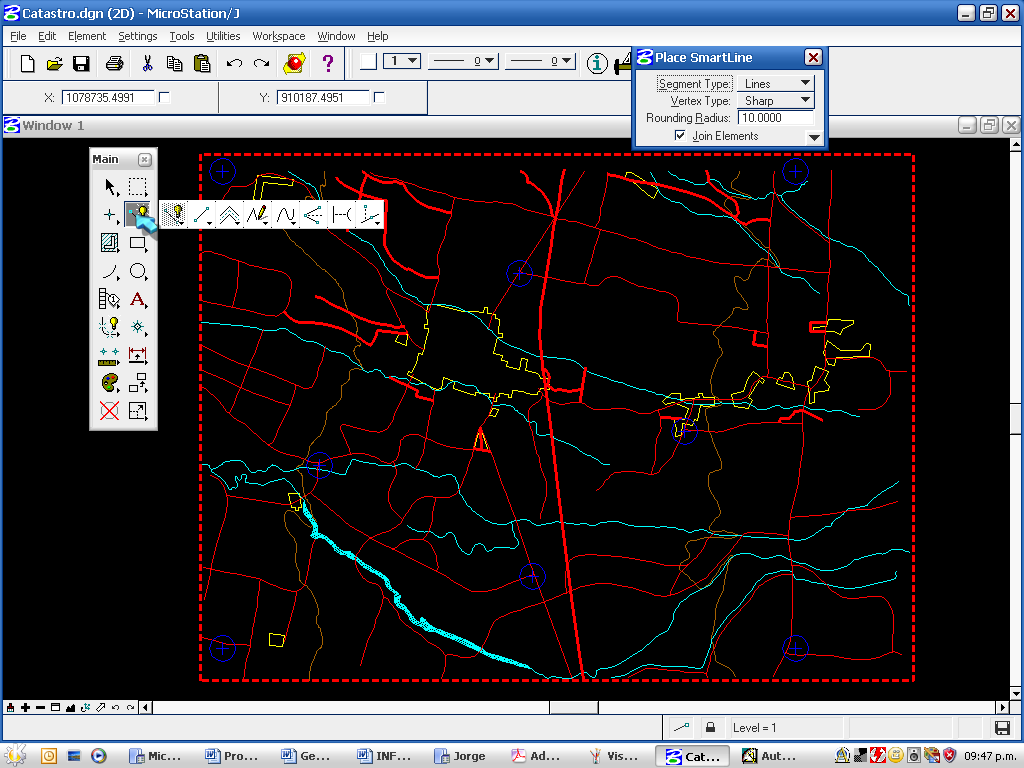 Catastro.dgn (2D) - MicroStation/J
File Edit Element Settings Tools Utilities Workspace Window Help
1 0 0
Place SmartLine
Segment Type: Lines
Vertex Type: Sharp
Rounding Radius: 10.0000
Join Elements
X: 1078735.4991 Y: 910187.4951
Window 1
Main
Level = 1
Mic... Pro... Ge... INF... Jorge Ad... Vis... Cat... Aut... 09:47 p.m.